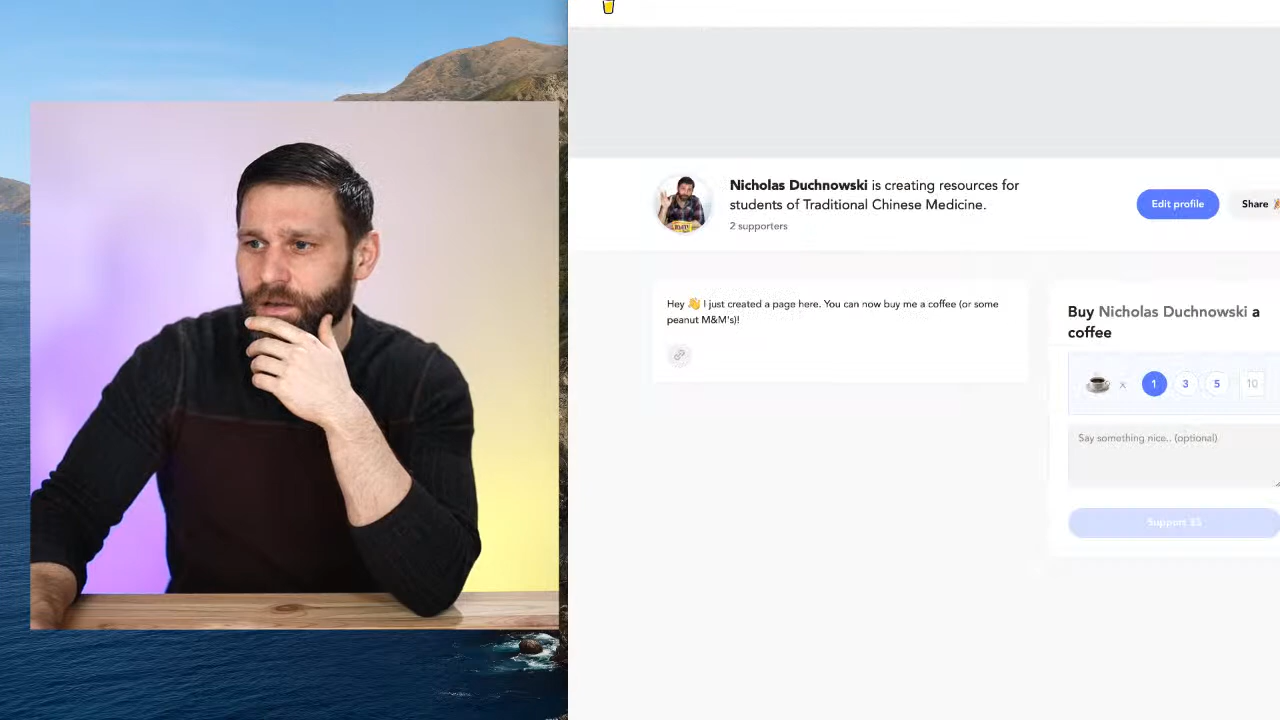 Nicholas Duchnowski is creating resources for
students of Traditional Chinese Medicine.
2 supporters
Edit profile
Share
Hey 👋 I just created a page here. You can now buy me a coffee (or some
peanut M&M's)!
Buy Nicholas Duchnowski a
coffee
x 1 3 5 10
Say something nice.. (optional)
Support $5